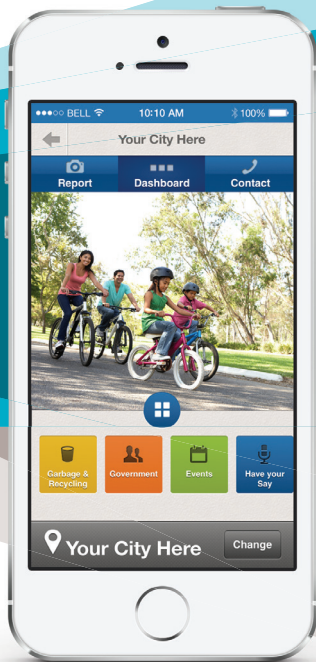 BELL 10:10 AM 100%
Your City Here
Report Dashboard Contact
Garbage & Recycling
Government
Events
Have your Say
Your City Here Change